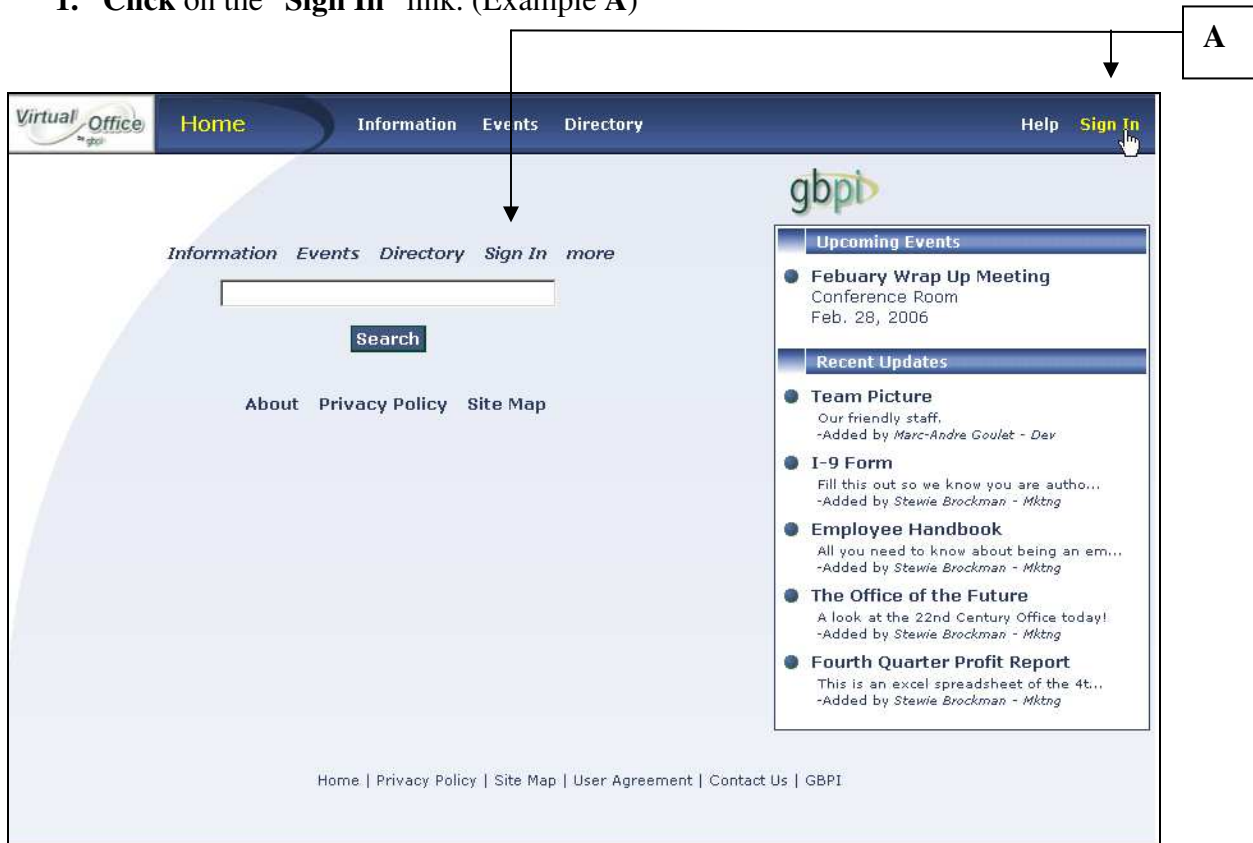 1. Click on the "Sign In" link. (Example A)
A
Virtual Office
by gbpi
Home Information Events Directory Help Sign In
gbpi
Information Events Directory Sign In more
Search
About Privacy Policy Site Map
Upcoming Events
Febuary Wrap Up Meeting
Conference Room
Feb. 28, 2006
Recent Updates
Team Picture
Our friendly staff.
-Added by Marc-Andre Goulet - Dev
I-9 Form
Fill this out so we know you are autho...
-Added by Stewie Brockman - Mktng
Employee Handbook
All you need to know about being an em...
-Added by Stewie Brockman - Mktng
The Office of the Future
A look at the 22nd Century Office today!
-Added by Stewie Brockman - Mktng
Fourth Quarter Profit Report
This is an excel spreadsheet of the 4t...
-Added by Stewie Brockman - Mktng
Home | Privacy Policy | Site Map | User Agreement | Contact Us | GBPI